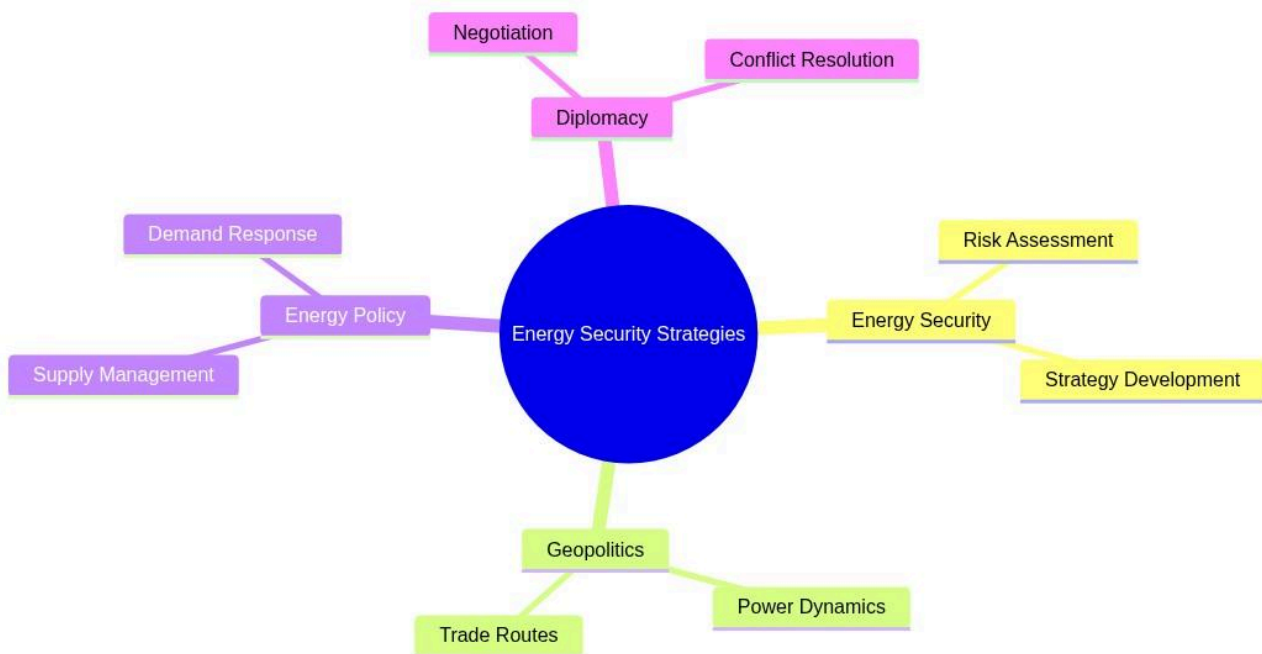 Negotiation
Conflict Resolution
Diplomacy
Demand Response
Risk Assessment
Energy Policy
Energy Security Strategies
Energy Security
Supply Management
Strategy Development
Geopolitics
Power Dynamics
Trade Routes